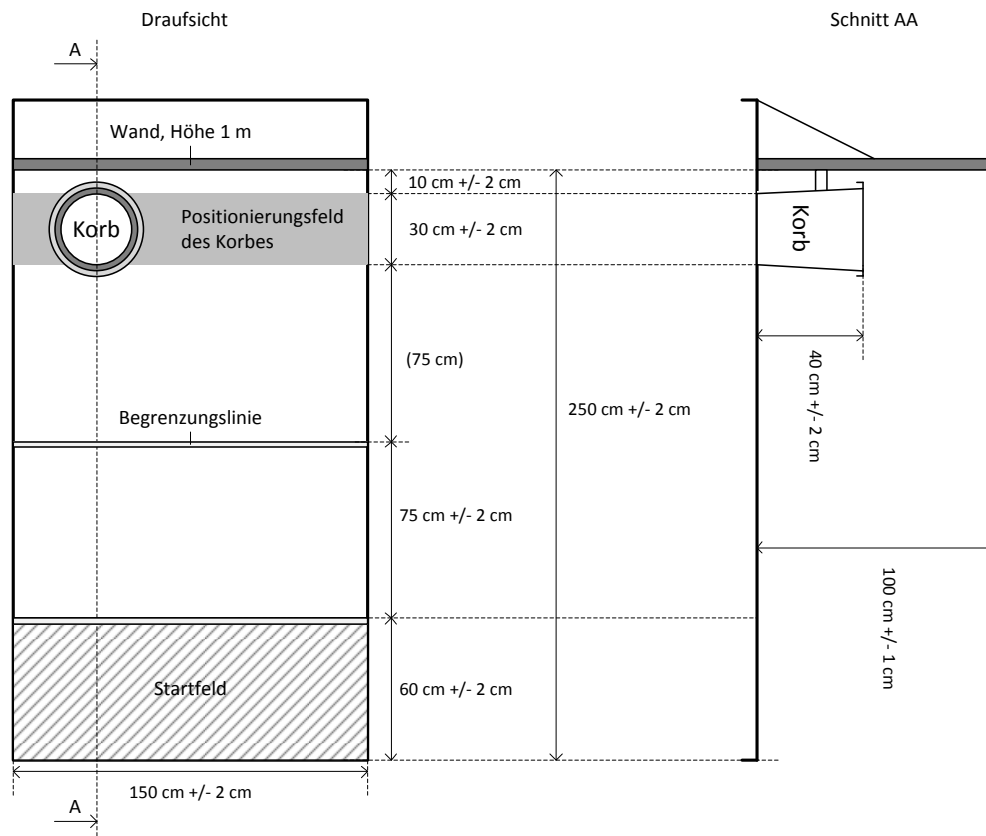 Draufsicht
Schnitt AA
A
Wand, Höhe 1 m
10 cm +/- 2 cm
Korb
Positionierungsfeld
des Korbes
30 cm +/- 2 cm
Korb
(75 cm)
40 cm +/- 2 cm
Begrenzungslinie
250 cm +/- 2 cm
75 cm +/- 2 cm
100 cm +/- 1 cm
Startfeld
60 cm +/- 2 cm
150 cm +/- 2 cm
A